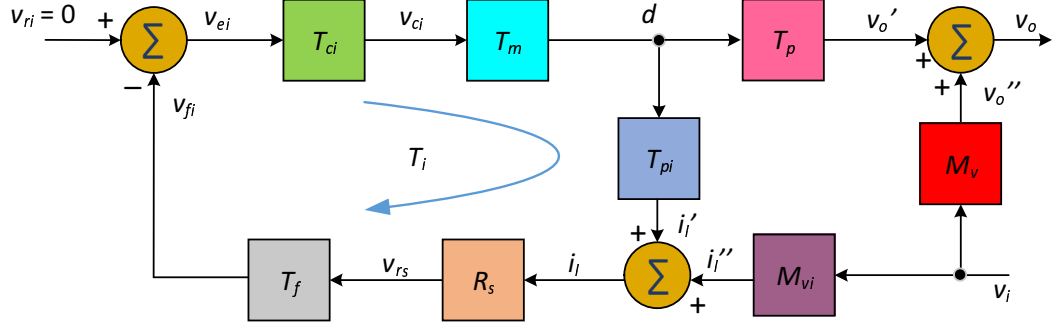 v_ri = 0
+
Σ
v_ei
T_ci
v_ci
T_m
d
T_p
v_o'
+
Σ
v_o
−
v_fi
+
v_o''
T_i
T_pi
M_v
+
i_l'
T_f
v_rs
R_s
i_l
Σ
i_l''
+
M_vi
v_i